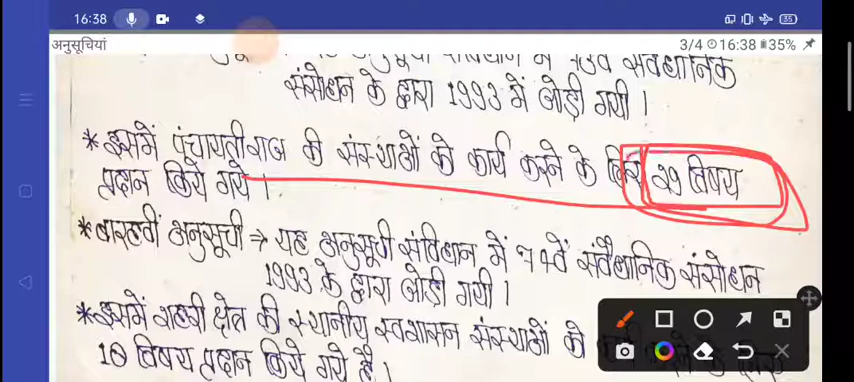 16:38
35
अनुसूचियां
3/4 16:38 35%
संसोधन के द्वारा 1993 में जोड़ी गयी।
*इसमें पंचायतीराज की संस्थाओं को कार्य करने के लिए 29 विषय
प्रदान किये गये।
*बारहवीं अनुसूची → यह अनुसूची संविधान में 74वें संवैधानिक संसोधन
1993 के द्वारा जोड़ी गयी।
*इसमें शहरी क्षेत्र की स्थानीय स्वशासन संस्थाओं को
विषय प्रदान किये गये है।